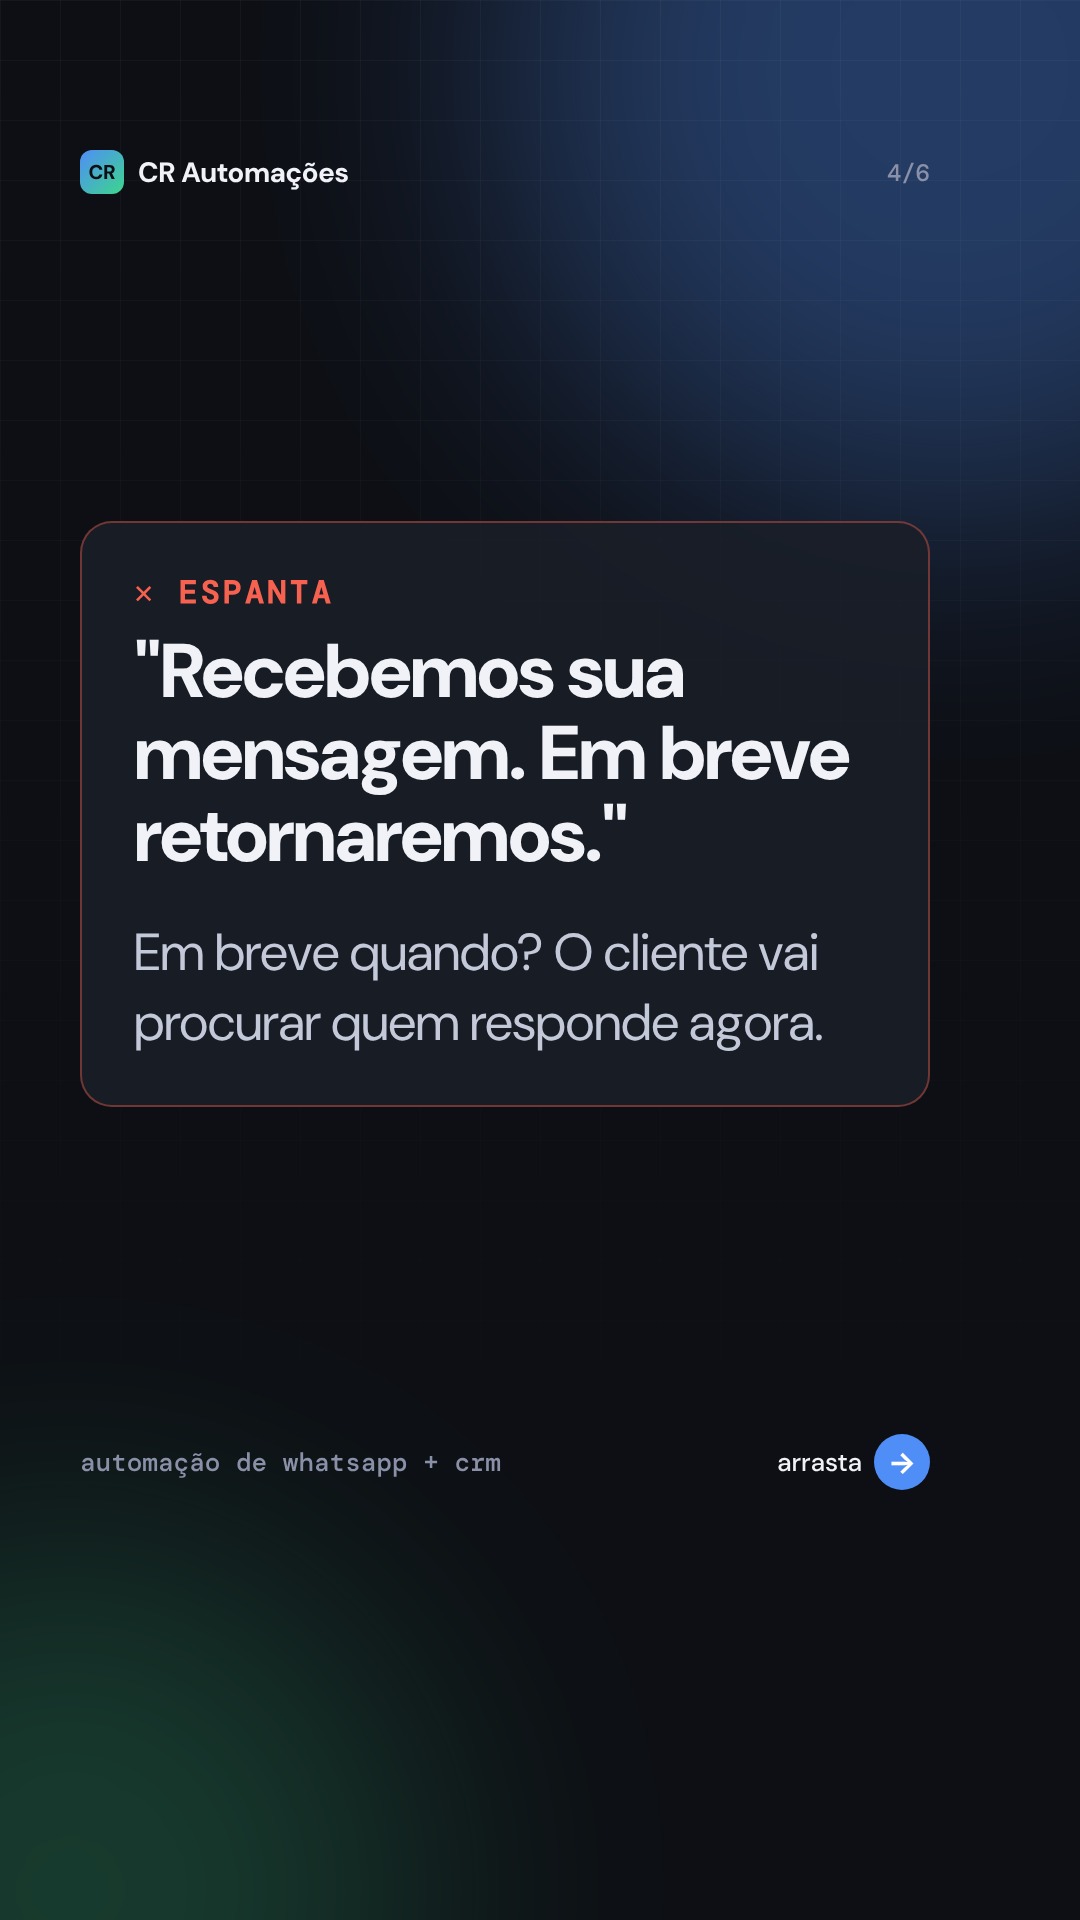 CR CR Automações 4/6
× ESPANTA
"Recebemos sua
mensagem. Em breve
retornaremos."
Em breve quando? O cliente vai
procurar quem responde agora.
automação de whatsapp + crm arrasta →